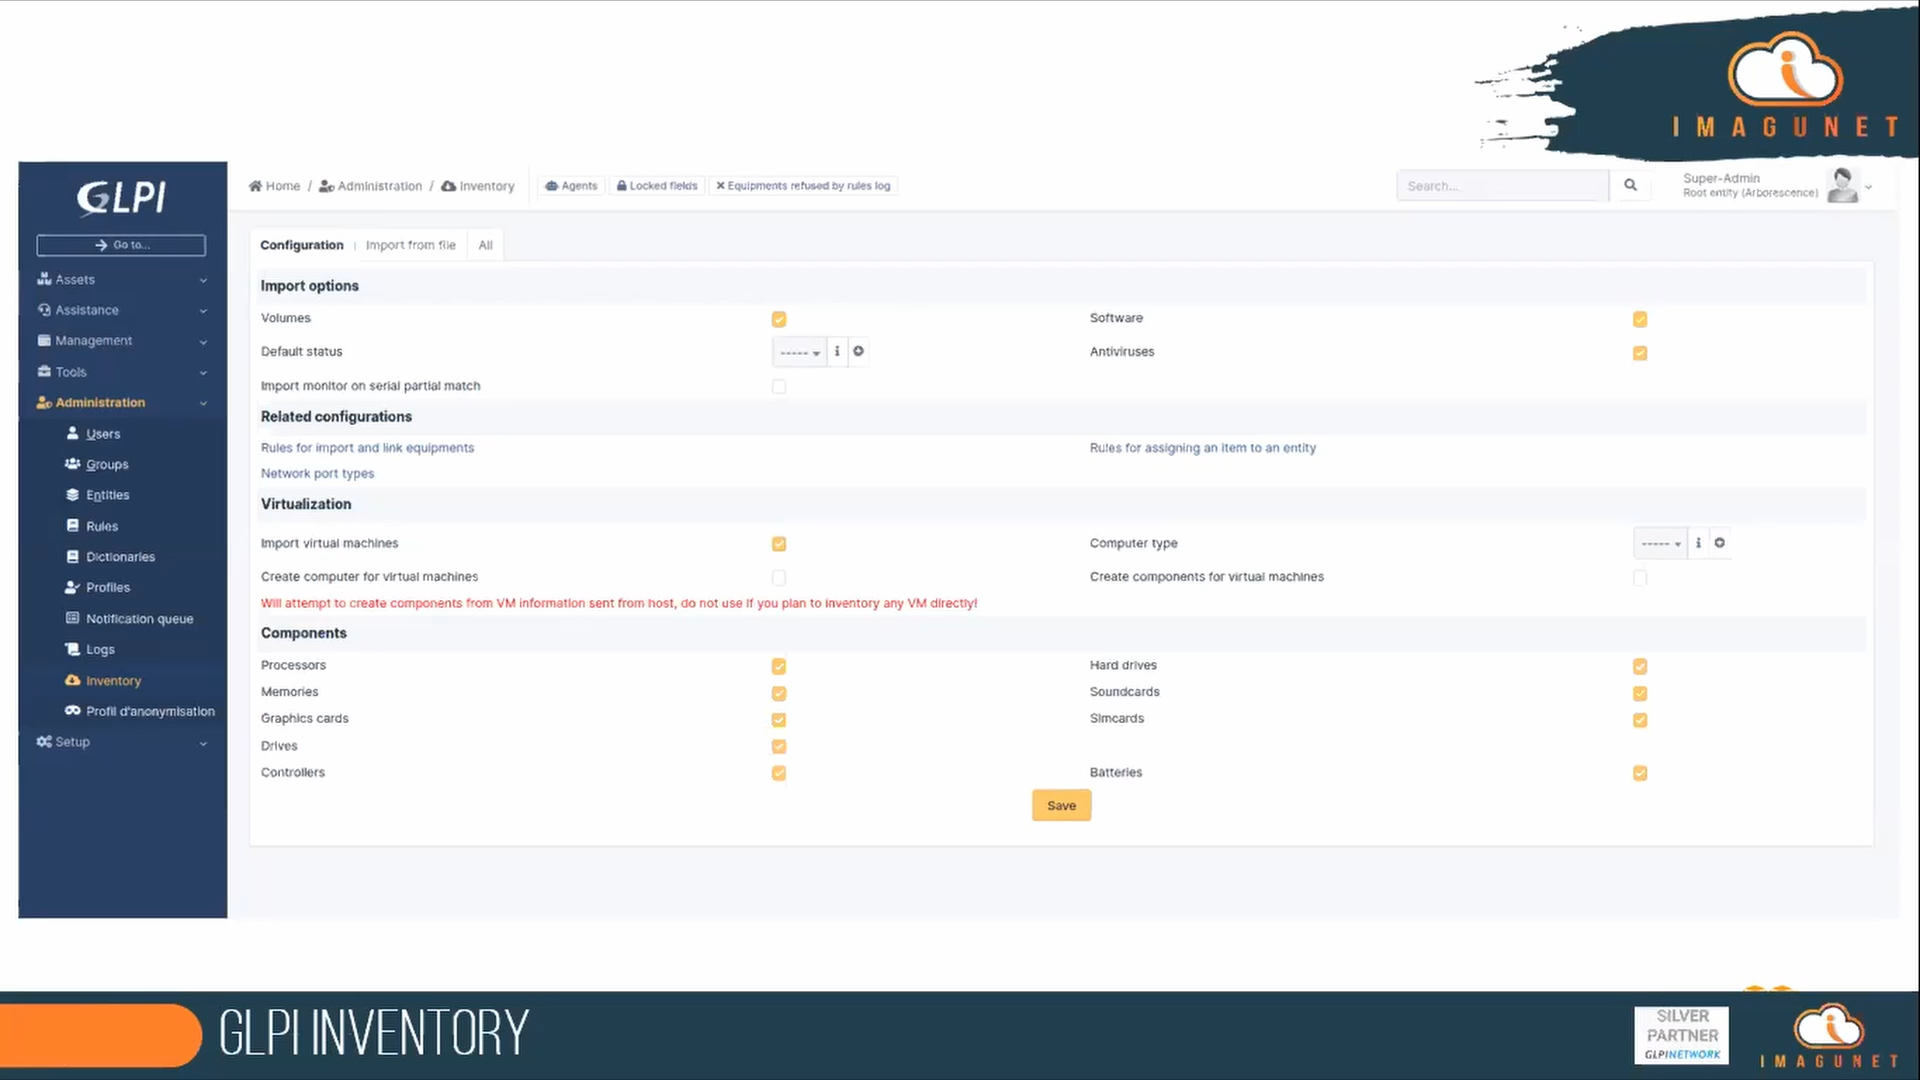 IMAGUNET
GLPI
Go to...
Assets
Assistance
Management
Tools
Administration
Users
Groups
Entities
Rules
Dictionaries
Profiles
Notification queue
Logs
Inventory
Profil d'anonymisation
Setup
Home / Administration / Inventory
Agents
Locked fields
Equipments refused by rules log
Search...
Super-Admin
Root entity (Arborescence)
Configuration
Import from file
All
Import options
Volumes
Software
Default status
-----
Antiviruses
Import monitor on serial partial match
Related configurations
Rules for import and link equipments
Rules for assigning an item to an entity
Network port types
Virtualization
Import virtual machines
Computer type
-----
Create computer for virtual machines
Create components for virtual machines
Will attempt to create components from VM information sent from host, do not use if you plan to inventory any VM directly!
Components
Processors
Hard drives
Memories
Soundcards
Graphics cards
Simcards
Drives
Controllers
Batteries
Save
GLPI INVENTORY
SILVER
PARTNER
GLPINETWORK
IMAGUNET